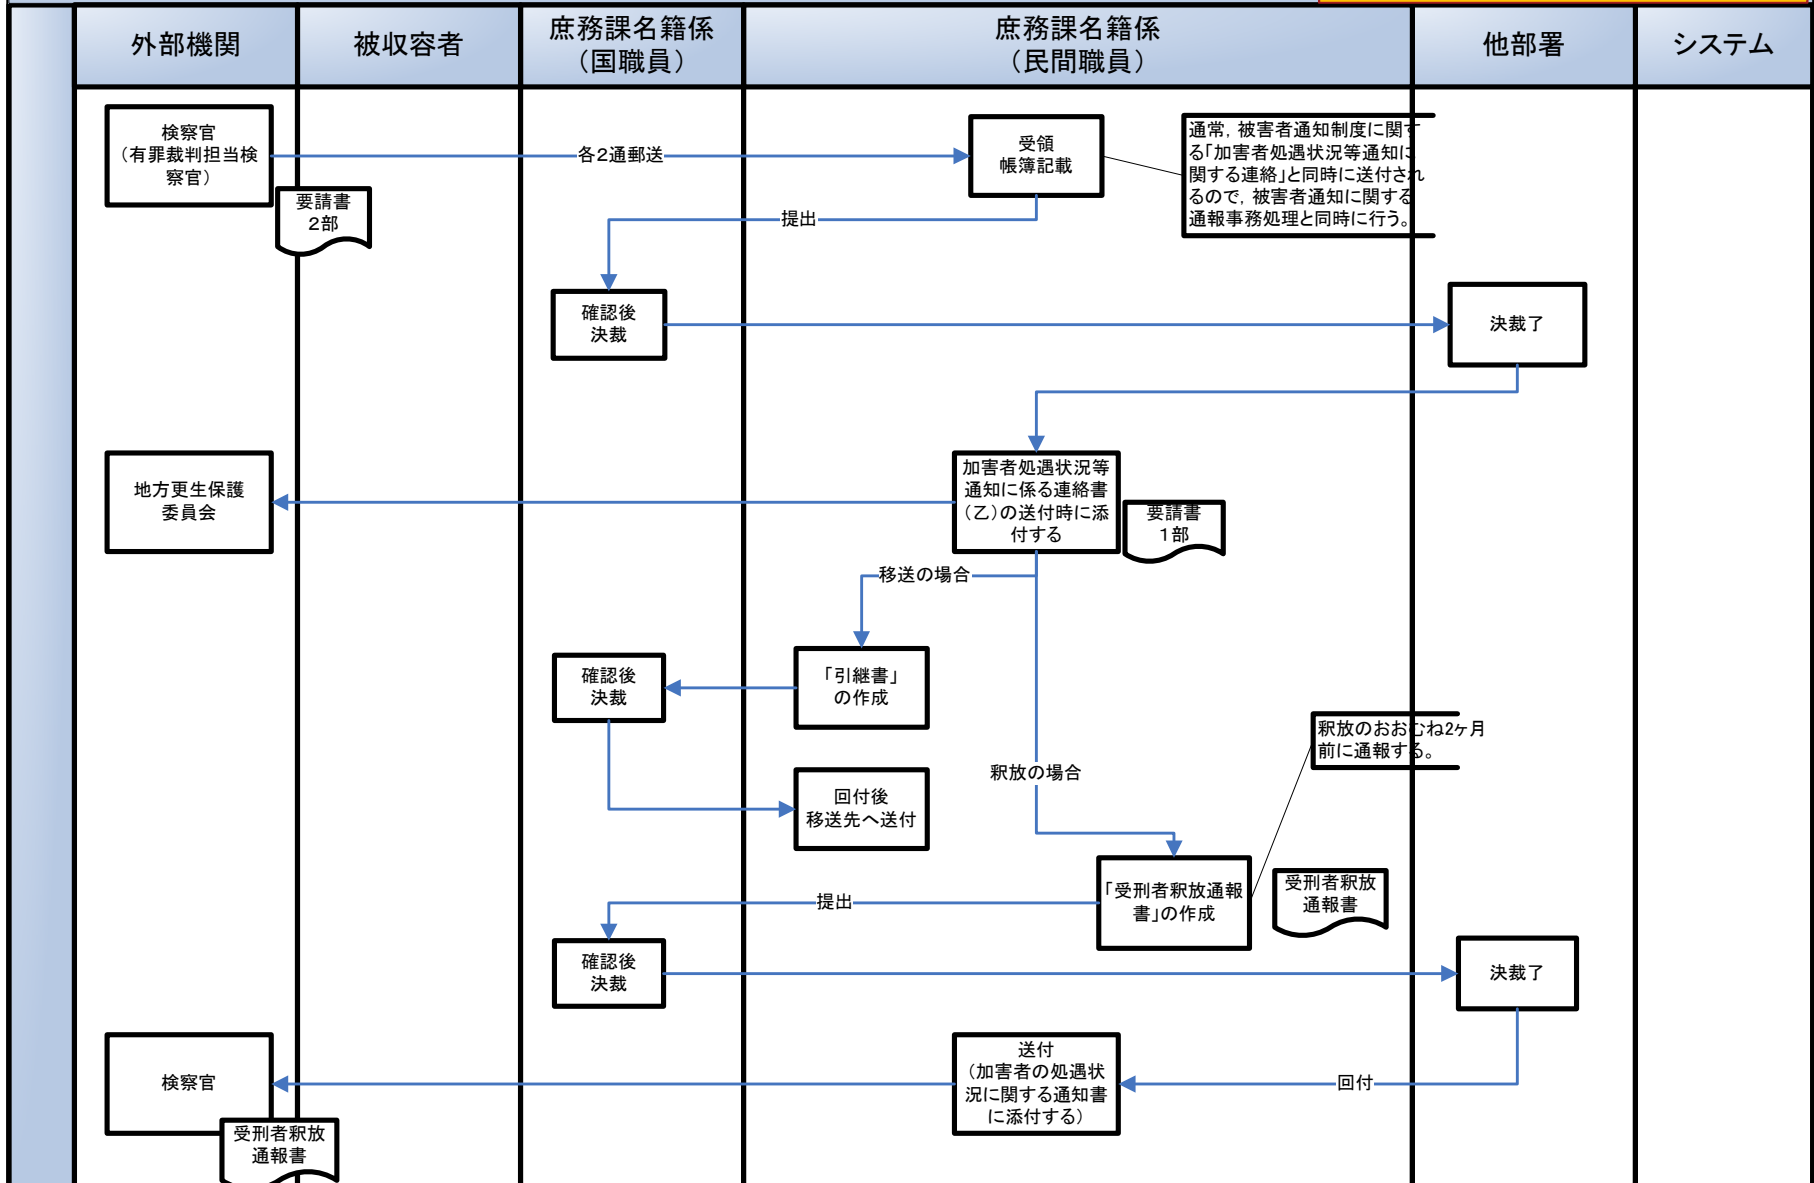 外部機関
被収容者
庶務課名籍係
（国職員）
庶務課名籍係
（民間職員）
他部署
システム
検察官
（有罪裁判担当検
察官）
要請書
２部
各２通郵送
受領
帳簿記載
通常，被害者通知制度に関す
る「加害者処遇状況等通知に
関する連絡」と同時に送付され
るので，被害者通知に関する
通報事務処理と同時に行う。
提出
確認後
決裁
決裁了
地方更生保護
委員会
加害者処遇状況等
通知に係る連絡書
（乙）の送付時に添
付する
要請書
１部
移送の場合
確認後
決裁
「引継書」
の作成
釈放のおおむね2ヶ月
前に通報する。
釈放の場合
回付後
移送先へ送付
「受刑者釈放通報
書」の作成
受刑者釈放
通報書
提出
確認後
決裁
決裁了
検察官
送付
（加害者の処遇状
況に関する通知書
に添付する）
回付
受刑者釈放
通報書